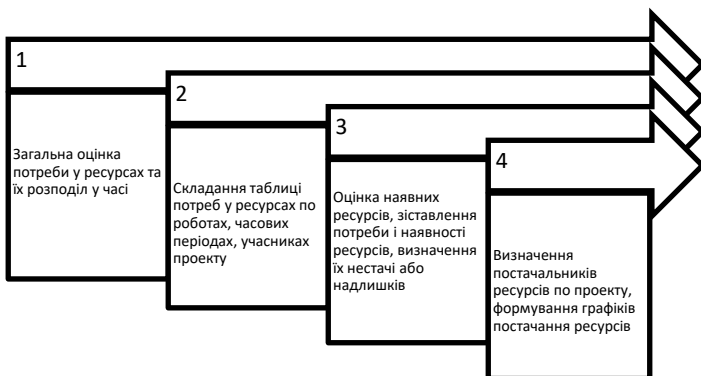 1
Загальна оцінка
потреби у ресурсах та
їх розподіл у часі
2
Складання таблиці
потреб у ресурсах по
роботах, часових
періодах, учасниках
проекту
3
Оцінка наявних
ресурсів, зіставлення
потреби і наявності
ресурсів, визначення
їх нестачі або
надлишків
4
Визначення
постачальників
ресурсів по проекту,
формування графіків
постачання ресурсів